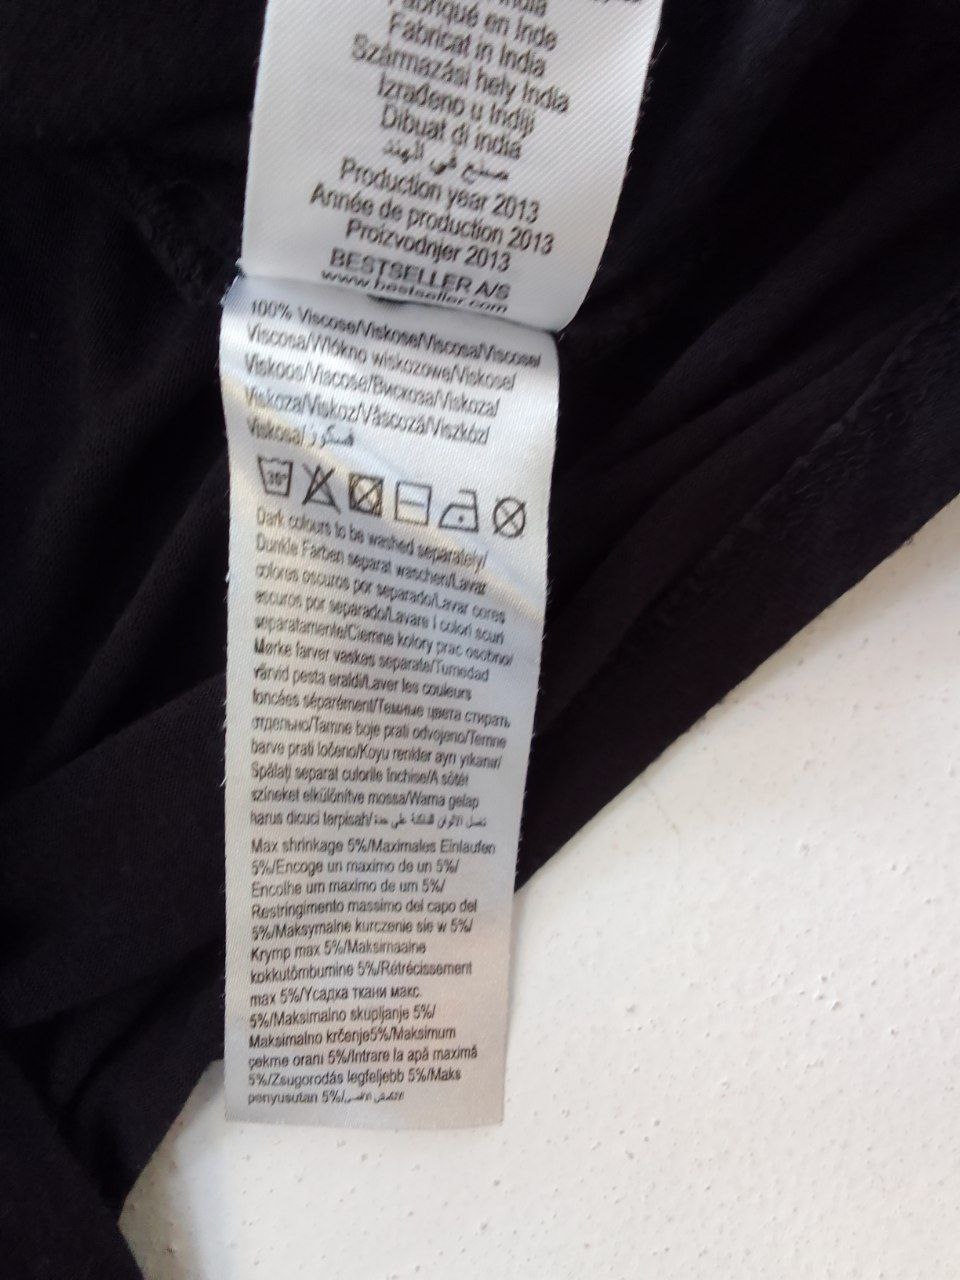 India
Fabriqué en Inde
Fabricat in India
Származási hely India
Izrađeno u Indiji
Dibuat di india
صنع في الهند
Production year 2013
Année de production 2013
Proizvodnjer 2013
BESTSELLER A/S
www.bestseller.com
100% Viscose/Viskose/Viscosa/Viscose/
Viscosa/Włókno wiskozowe/Viskose/
Viskoos/Viscose/Вискоза/Viskoza/
Viskoza/Viskoz/Vâscoză/Viszkóz/
Viskosa/
30°
Dark colours to be washed separately/
Dunkle Farben separat waschen/Lavar
colores oscuros por separado/Lavar cores
escuros por separado/Lavare i colori scuri
separatamente/Ciemne kolory prac osobno/
Mørke farver vaskes separate/Tumedad
värvid pesta eraldi/Laver les couleurs
foncées séparément/Темные цвета стирать
отдельно/Tamne boje prati odvojeno/Temne
barve prati ločeno/Koyu renkler ayrı yıkanır/
Spălaţi separat culorile închise/A sötét
színeket elkülönítve mossa/Warna gelap
harus dicuci terpisah/
Max shrinkage 5%/Maximales Einlaufen
5%/Encoge un maximo de un 5%/
Encolhe um maximo de um 5%/
Restringimento massimo del capo del
5%/Maksymalne kurczenie sie w 5%/
Krymp max 5%/Maksimaalne
kokkutõmbumine 5%/Rétrécissement
max 5%/Усадка ткани макс.
5%/Maksimalno skupljanje 5%/
Maksimalno krčenje5%/Maksimum
çekme oranı 5%/Intrare la apă maximă
5%/Zsugorodás legfeljebb 5%/Maks
penyusutan 5%/